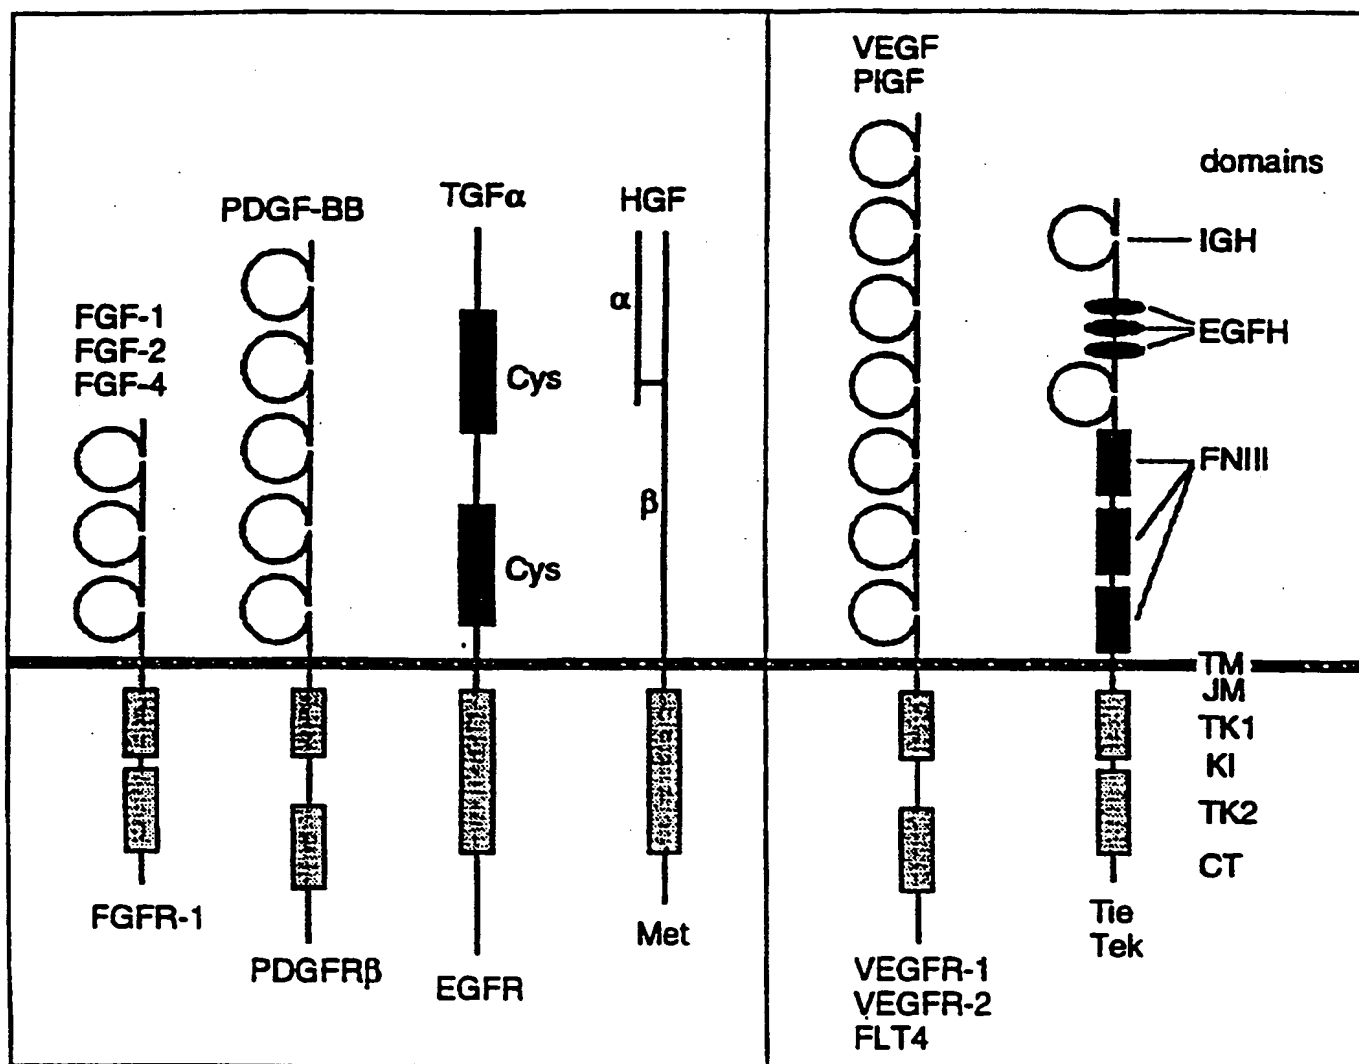 FGF-1
FGF-2
FGF-4
PDGF-BB
TGFα
HGF
Cys
Cys
α
β
FGFR-1
PDGFRβ
EGFR
Met
VEGF
PlGF
domains
IGH
EGFH
FNIII
TM
JM
TK1
KI
TK2
CT
VEGFR-1
VEGFR-2
FLT4
Tie
Tek